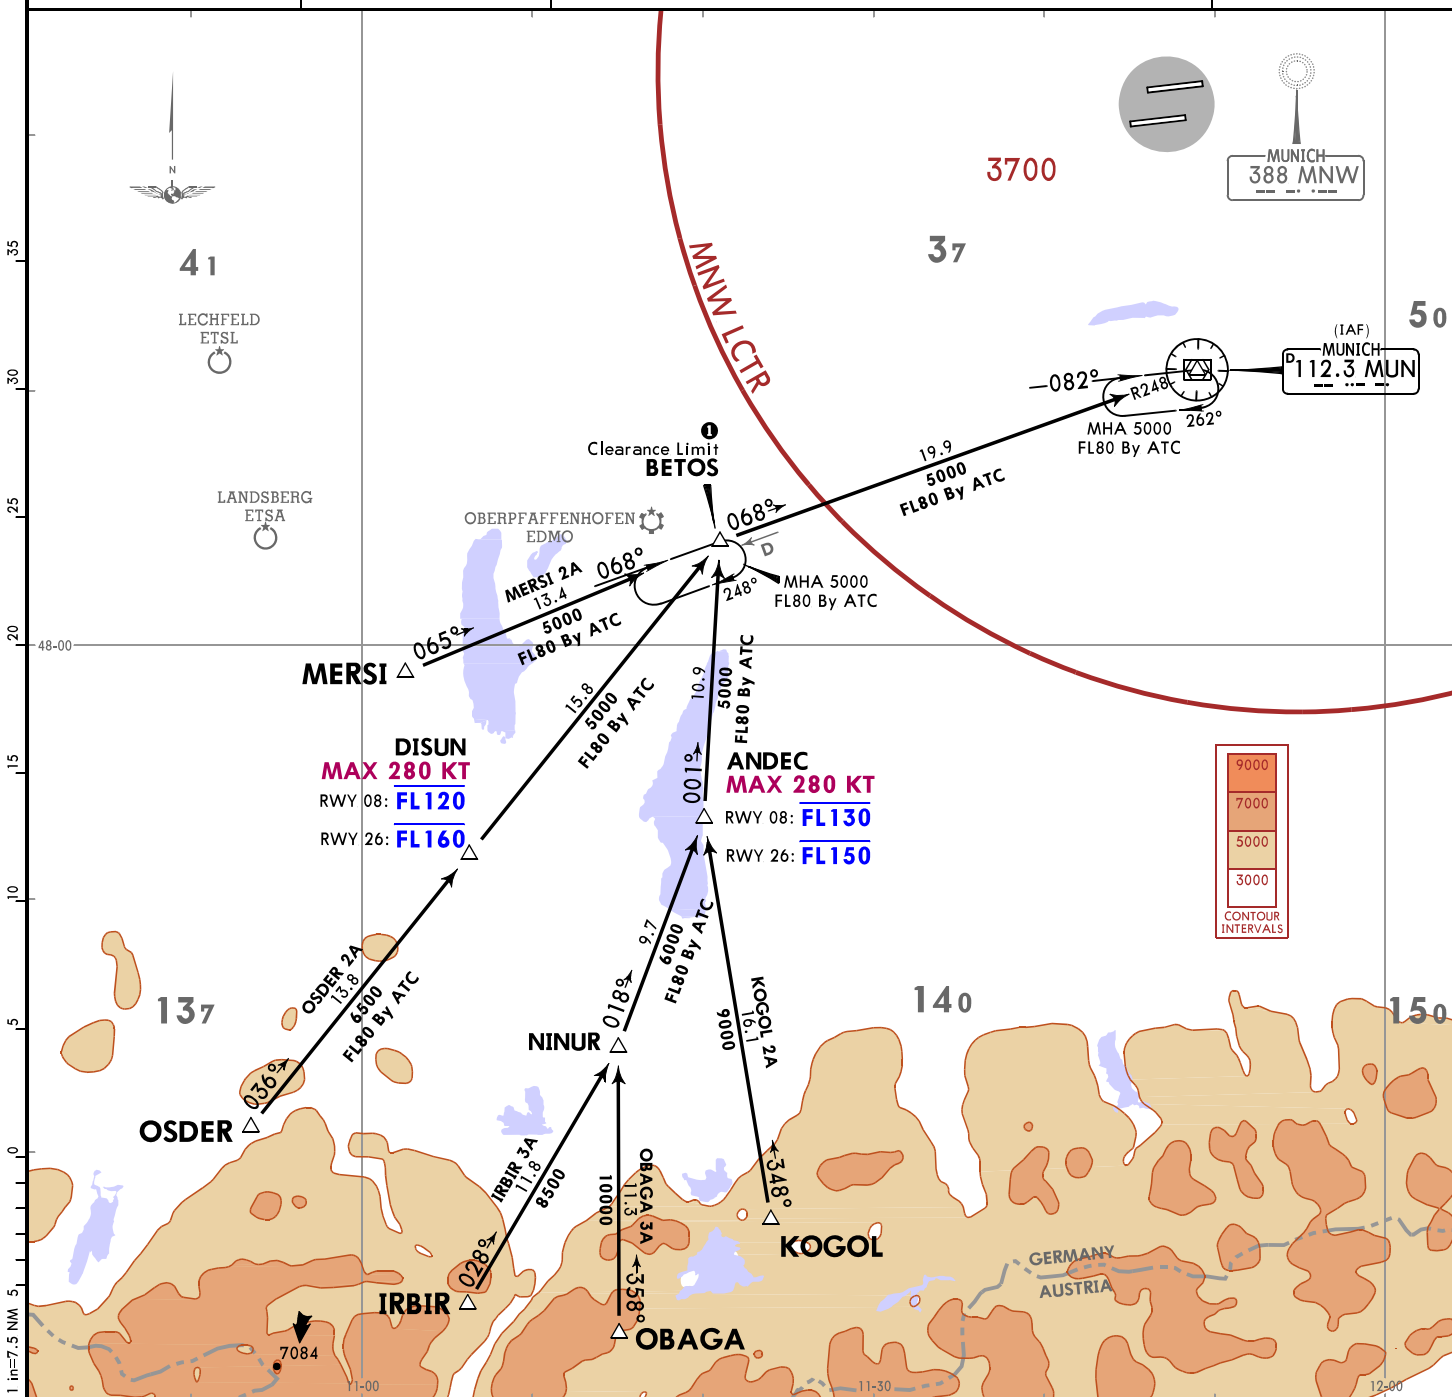 N
41
LECHFELD
ETSL
LANDSBERG
ETSA
3700
37
MNW LCTR
MUNICH
388 MNW
50
(IAF)
MUNICH
D 112.3 MUN
082°
R248
262°
MHA 5000
FL80 By ATC
19.9
5000
FL80 By ATC
1
Clearance Limit
BETOS
068°
D
OBERPFAFFENHOFEN
EDMO
MHA 5000
FL80 By ATC
248°
068°
MERSI 2A
13.4
5000
FL80 By ATC
065°
MERSI
48-00
15.8
5000
FL80 By ATC
10.9
5000
FL80 By ATC
001°
DISUN
MAX 280 KT
RWY 08: FL120
RWY 26: FL160
ANDEC
MAX 280 KT
RWY 08: FL130
RWY 26: FL150
9000
7000
5000
3000
CONTOUR
INTERVALS
9.7
6000
FL80 By ATC
018°
NINUR
OSDER 2A
13.8
6500
FL80 By ATC
036°
OSDER
137
KOGOL 2A
16.1
9000
348°
KOGOL
140
150
IRBIR 3A
11.8
8500
028°
IRBIR
OBAGA 3A
11.3
10000
358°
OBAGA
GERMANY
AUSTRIA
7084
11-00
11-30
12-00
35
30
25
20
15
10
5
0
5
1 in=7.5 NM